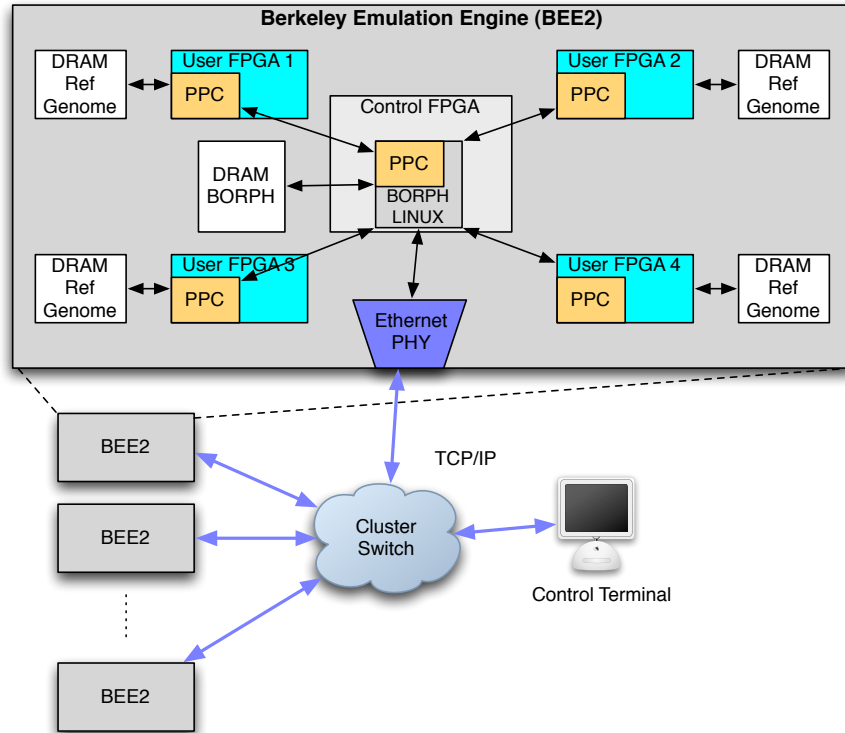 Berkeley Emulation Engine (BEE2)
DRAM
Ref
Genome
User FPGA 1
PPC
Control FPGA
User FPGA 2
PPC
DRAM
Ref
Genome
DRAM
BORPH
PPC
BORPH
LINUX
DRAM
Ref
Genome
User FPGA 3
PPC
User FPGA 4
PPC
DRAM
Ref
Genome
Ethernet
PHY
BEE2
TCP/IP
BEE2
Cluster
Switch
Control Terminal
BEE2